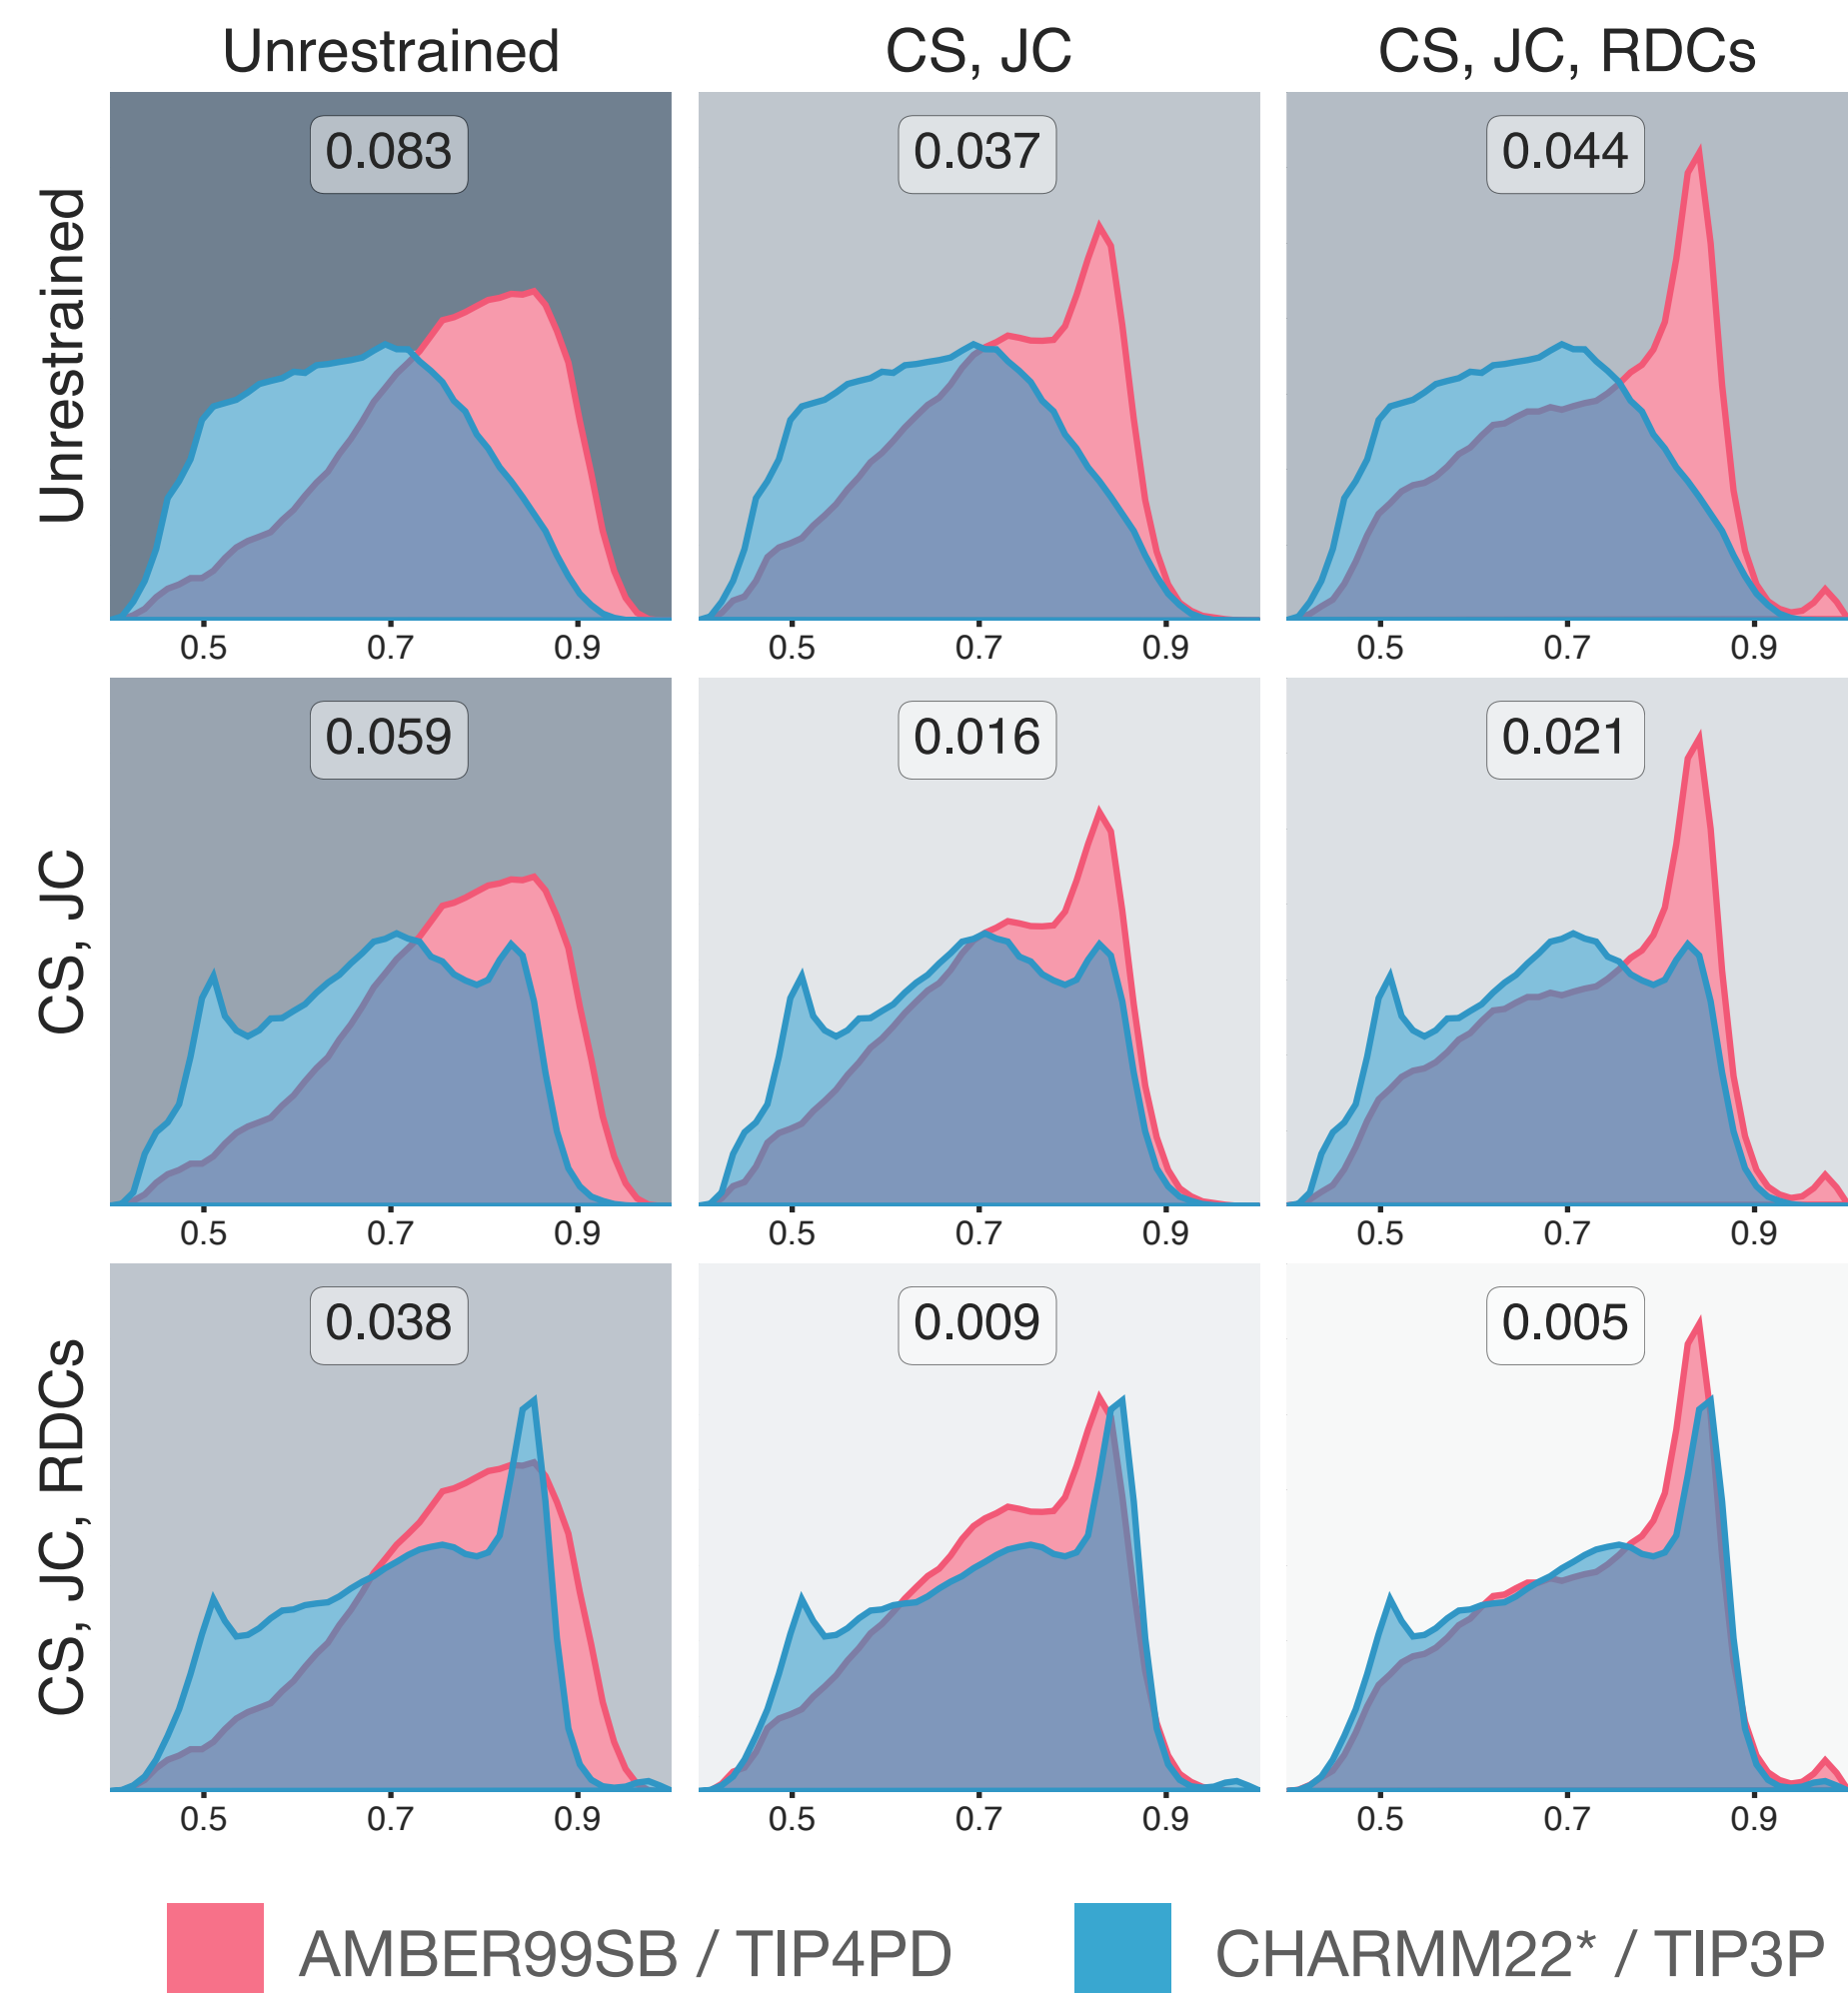 Unrestrained CS, JC CS, JC, RDCs
Unrestrained
0.083 0.037 0.044
0.5 0.7 0.9 0.5 0.7 0.9 0.5 0.7 0.9
CS, JC
0.059 0.016 0.021
0.5 0.7 0.9 0.5 0.7 0.9 0.5 0.7 0.9
CS, JC, RDCs
0.038 0.009 0.005
0.5 0.7 0.9 0.5 0.7 0.9 0.5 0.7 0.9
AMBER99SB / TIP4PD CHARMM22* / TIP3P